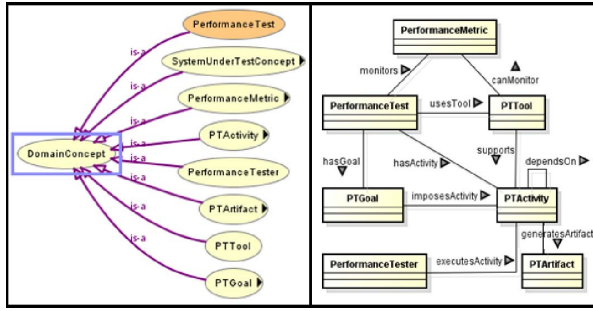 PerformanceTest
is-a
SystemUnderTestConcept
is-a
is-a
PerformanceMetric
is-a
PTActivity
is-a
DomainConcept
is-a
PerformanceTester
is-a
PTArtifact
PTTool
is-a
PTGoal
PerformanceMetric
monitors
canMonitor
PerformanceTest
usesTool
PTTool
hasGoal
hasActivity
supports
dependsOn
PTGoal
imposesActivity
PTActivity
generatesArtifact
PerformanceTester
executesActivity
PTArtifact